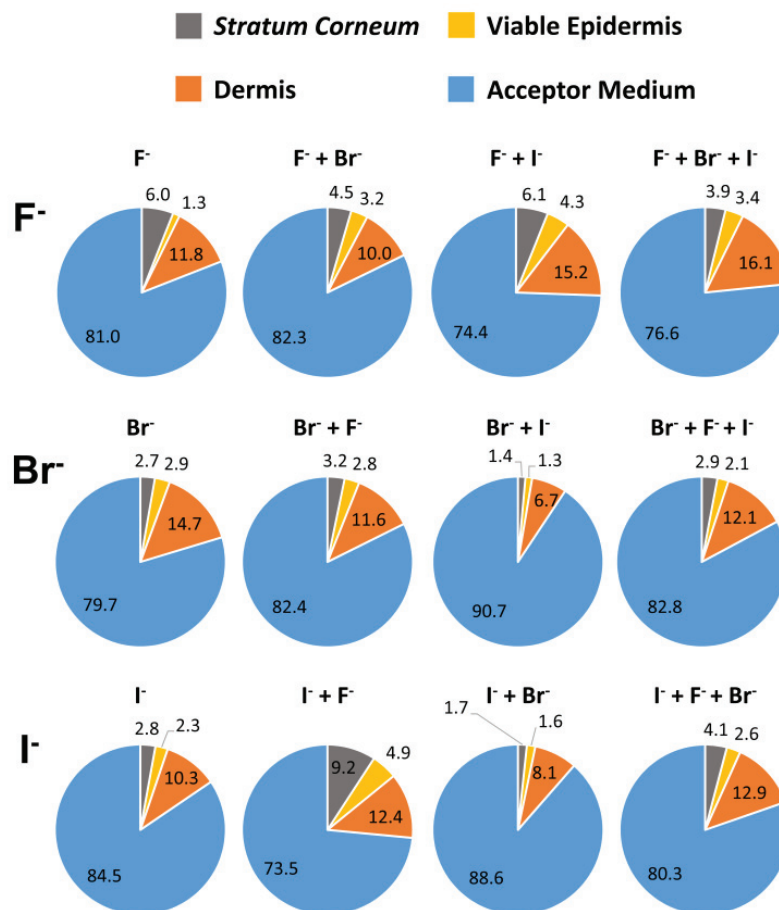 Stratum Corneum Viable Epidermis
Dermis Acceptor Medium
F⁻ F⁻ + Br⁻ F⁻ + I⁻ F⁻ + Br⁻ + I⁻
F⁻
6.0 1.3 4.5 3.2 6.1 4.3 3.9 3.4
11.8 10.0 15.2 16.1
81.0 82.3 74.4 76.6
Br⁻ Br⁻ + F⁻ Br⁻ + I⁻ Br⁻ + F⁻ + I⁻
Br⁻
2.7 2.9 3.2 2.8 1.4 1.3 2.9 2.1
14.7 11.6 6.7 12.1
79.7 82.4 90.7 82.8
I⁻ I⁻ + F⁻ I⁻ + Br⁻ I⁻ + F⁻ + Br⁻
I⁻
2.8 2.3 9.2 4.9 1.7 1.6 4.1 2.6
10.3 12.4 8.1 12.9
84.5 73.5 88.6 80.3